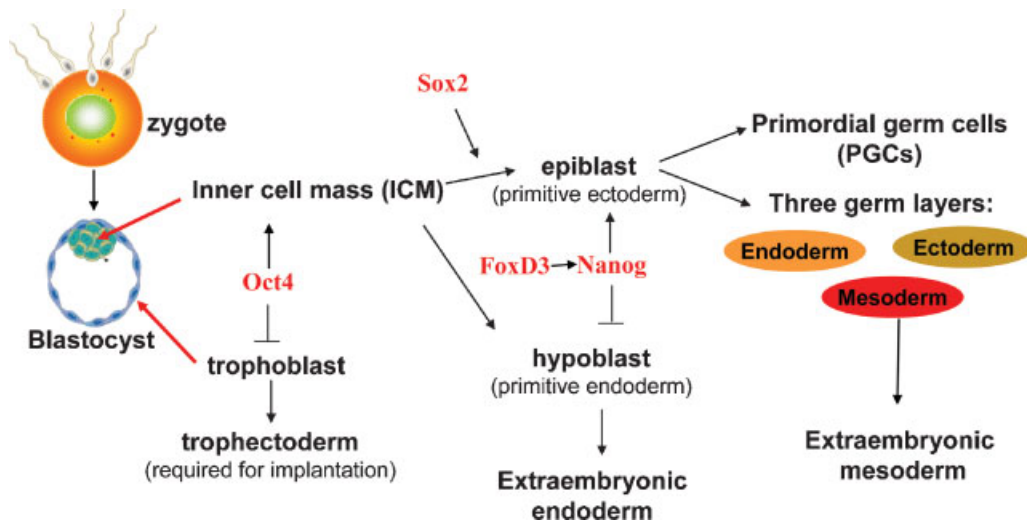 zygote
Blastocyst
Inner cell mass (ICM)
Oct4
trophoblast
trophectoderm
(required for implantation)
Sox2
epiblast
(primitive ectoderm)
FoxD3
Nanog
hypoblast
(primitive endoderm)
Extraembryonic
endoderm
Primordial germ cells
(PGCs)
Three germ layers:
Endoderm
Ectoderm
Mesoderm
Extraembryonic
mesoderm